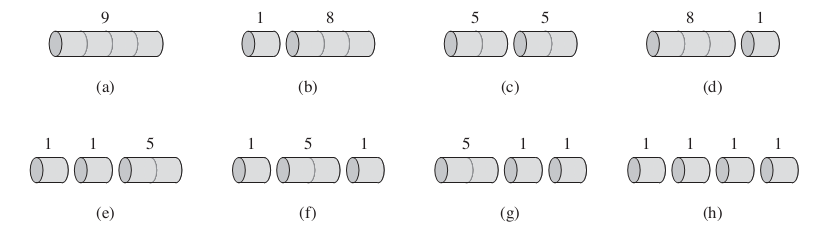 9 1 8 5 5 8 1
(a) (b) (c) (d)
1 1 5 1 5 1 5 1 1 1 1 1 1
(e) (f) (g) (h)